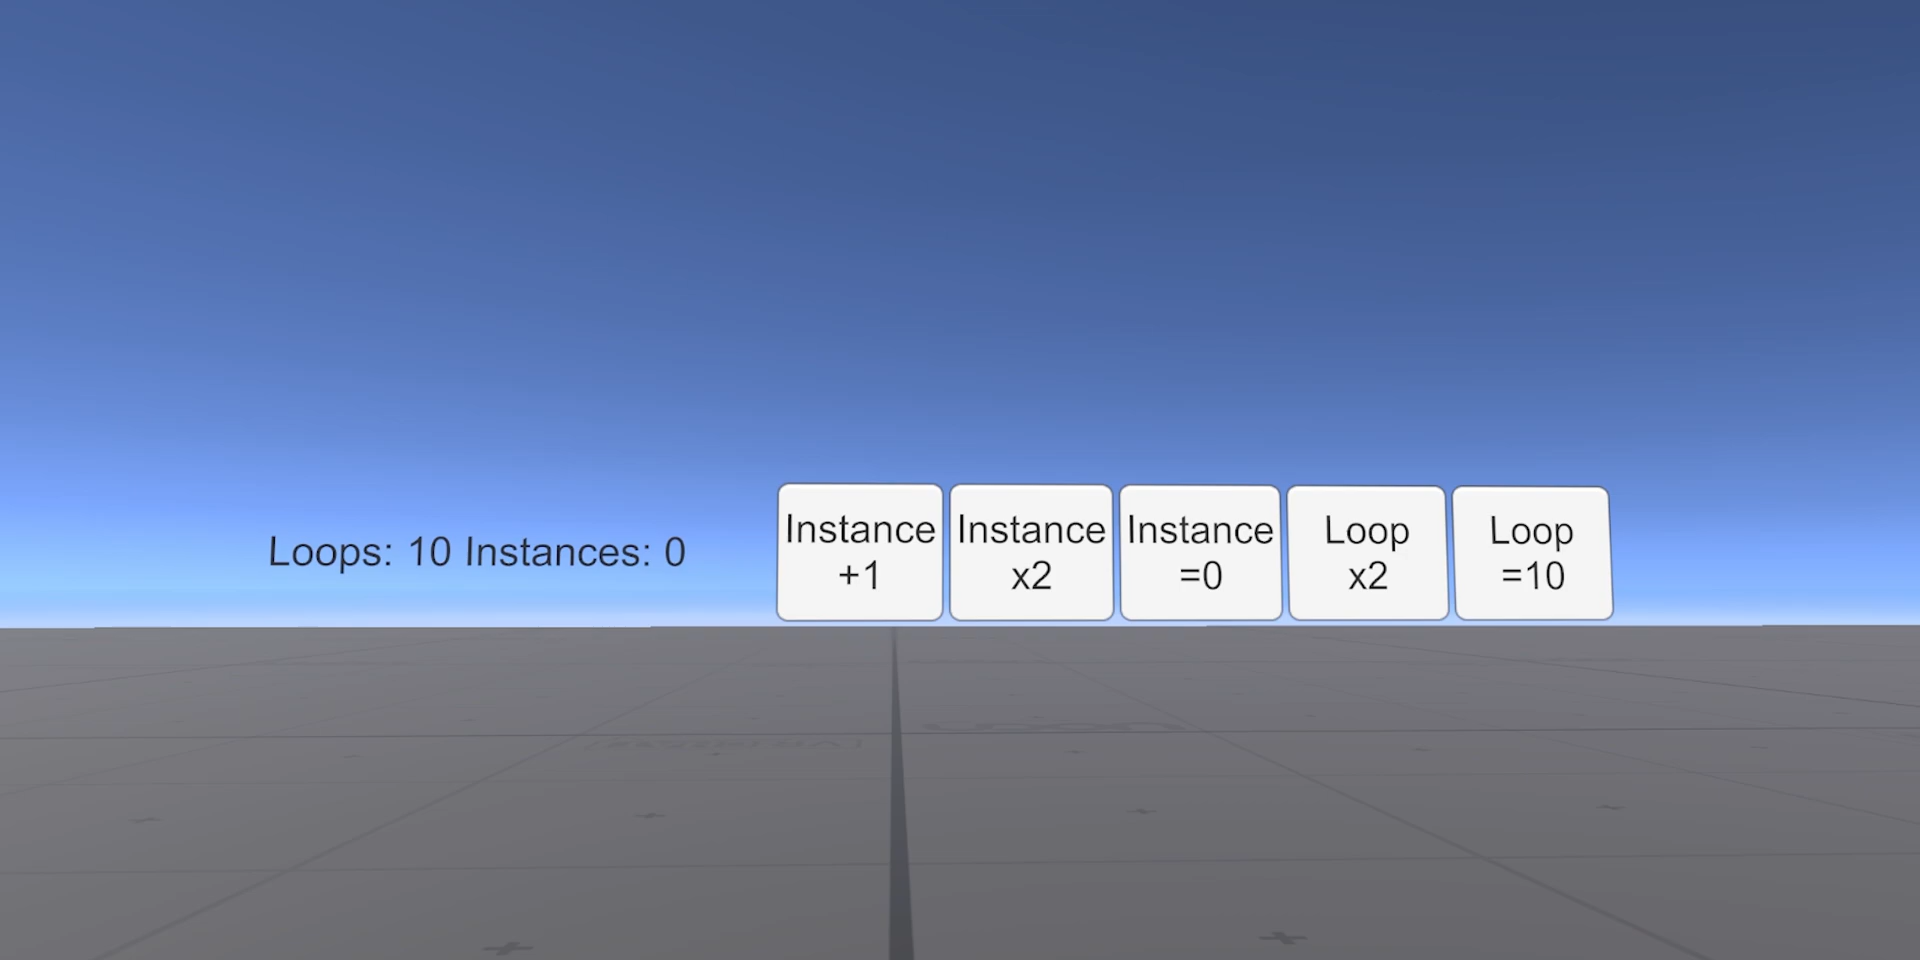 Loops: 10 Instances: 0
Instance
+1
Instance
x2
Instance
=0
Loop
x2
Loop
=10